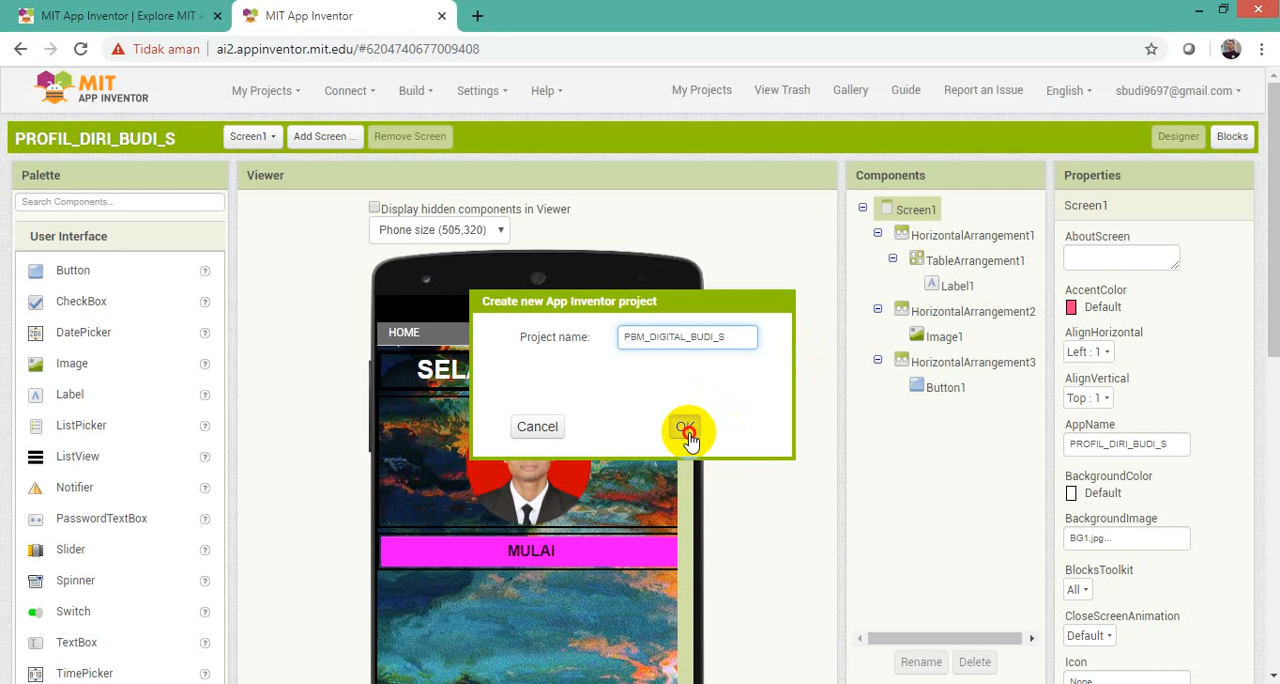 MIT App Inventor | Explore MIT
MIT App Inventor
Tidak aman
ai2.appinventor.mit.edu/#6204740677009408
MIT
APP INVENTOR
My Projects
Connect
Build
Settings
Help
My Projects
View Trash
Gallery
Guide
Report an Issue
English
sbudi9697@gmail.com
PROFIL_DIRI_BUDI_S
Screen1
Add Screen ...
Remove Screen
Designer
Blocks
Palette
Search Components...
User Interface
Button
CheckBox
DatePicker
Image
Label
ListPicker
ListView
Notifier
PasswordTextBox
Slider
Spinner
Switch
TextBox
TimePicker
Viewer
Display hidden components in Viewer
Phone size (505,320)
HOME
MULAI
Create new App Inventor project
Project name:
PBM_DIGITAL_BUDI_S
Cancel
OK
Components
Screen1
HorizontalArrangement1
TableArrangement1
Label1
HorizontalArrangement2
Image1
HorizontalArrangement3
Button1
Rename
Delete
Properties
Screen1
AboutScreen
AccentColor
Default
AlignHorizontal
Left : 1
AlignVertical
Top : 1
AppName
PROFIL_DIRI_BUDI_S
BackgroundColor
Default
BackgroundImage
BG1.jpg...
BlocksToolkit
All
CloseScreenAnimation
Default
Icon
None